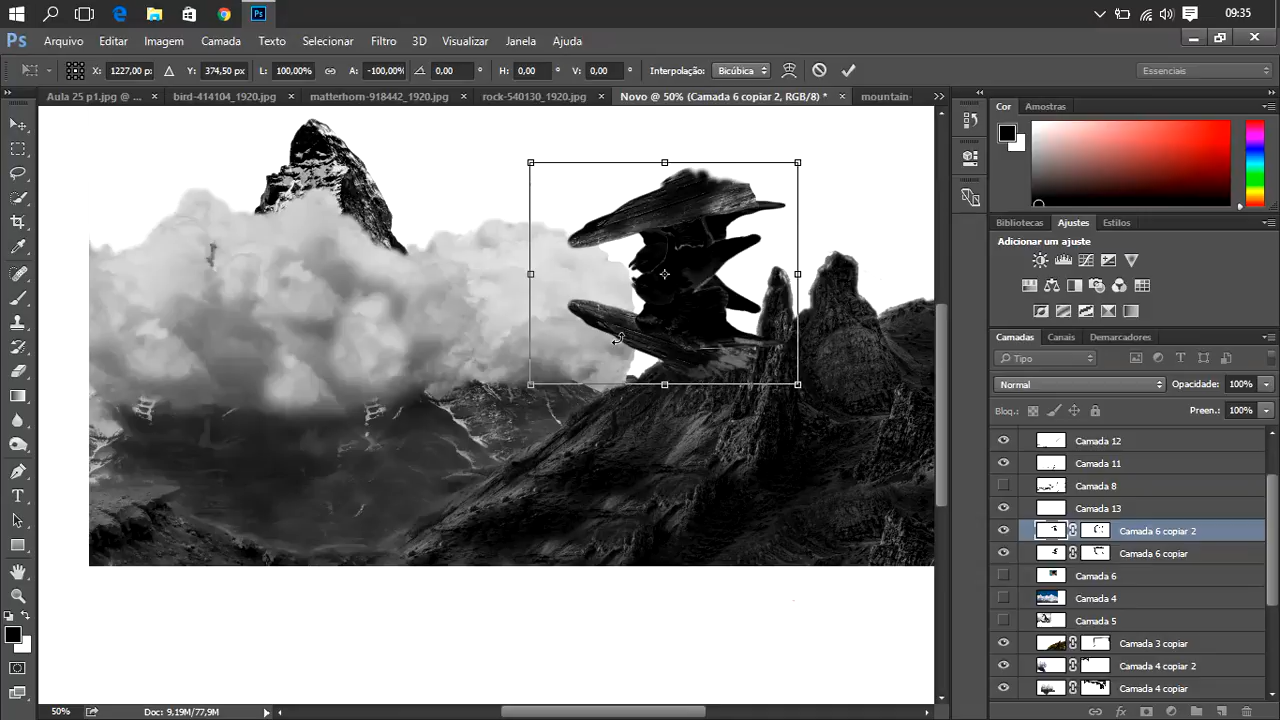 Ps
09:35
Ps Arquivo Editar Imagem Camada Texto Selecionar Filtro 3D Visualizar Janela Ajuda
X: 1227,00 px Y: 374,50 px L: 100,00% A: -100,00% 0,00 ° H: 0,00 ° V: 0,00 ° Interpolação: Bicúbica Essenciais
Aula 25 p1.jpg @ ... × bird-414104_1920.jpg × matterhorn-918442_1920.jpg × rock-540130_1920.jpg × Novo @ 50% (Camada 6 copiar 2, RGB/8) * × mountain-
Cor Amostras
Bibliotecas Ajustes Estilos
Adicionar um ajuste
Camadas Canais Demarcadores
Tipo
Normal Opacidade: 100%
Bloq.: Preen.: 100%
Camada 12
Camada 11
Camada 8
Camada 13
Camada 6 copiar 2
Camada 6 copiar
Camada 6
Camada 4
Camada 5
Camada 3 copiar
Camada 4 copiar 2
Camada 4 copiar
T
fx
50% Doc: 9,19M/77,9M